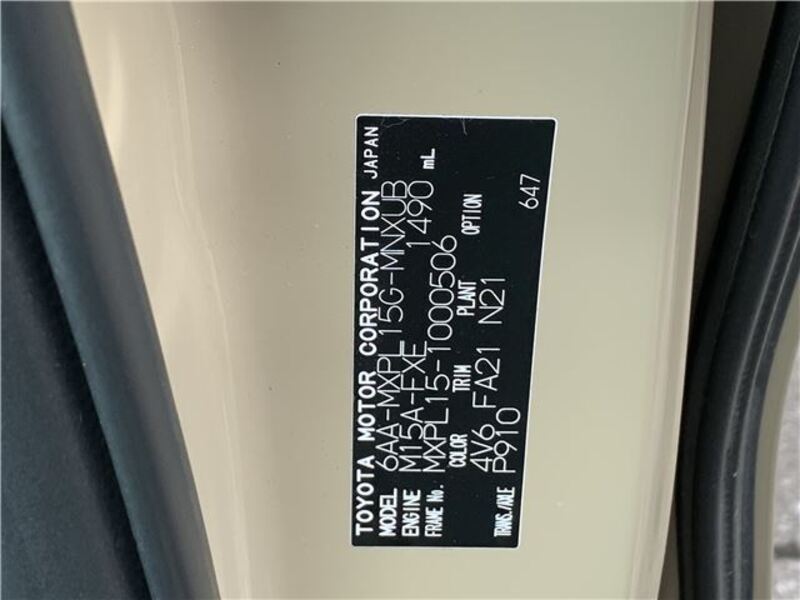 TOYOTA MOTOR CORPORATION JAPAN
MODEL 6AA-MXPL15G-MNXUB
ENGINE M15A-FXE 1490 mL
FRAME No. MXPL15-1000506
COLOR TRIM PLANT OPTION
4V6 FA21 N21
TRANS./AXLE P910 647